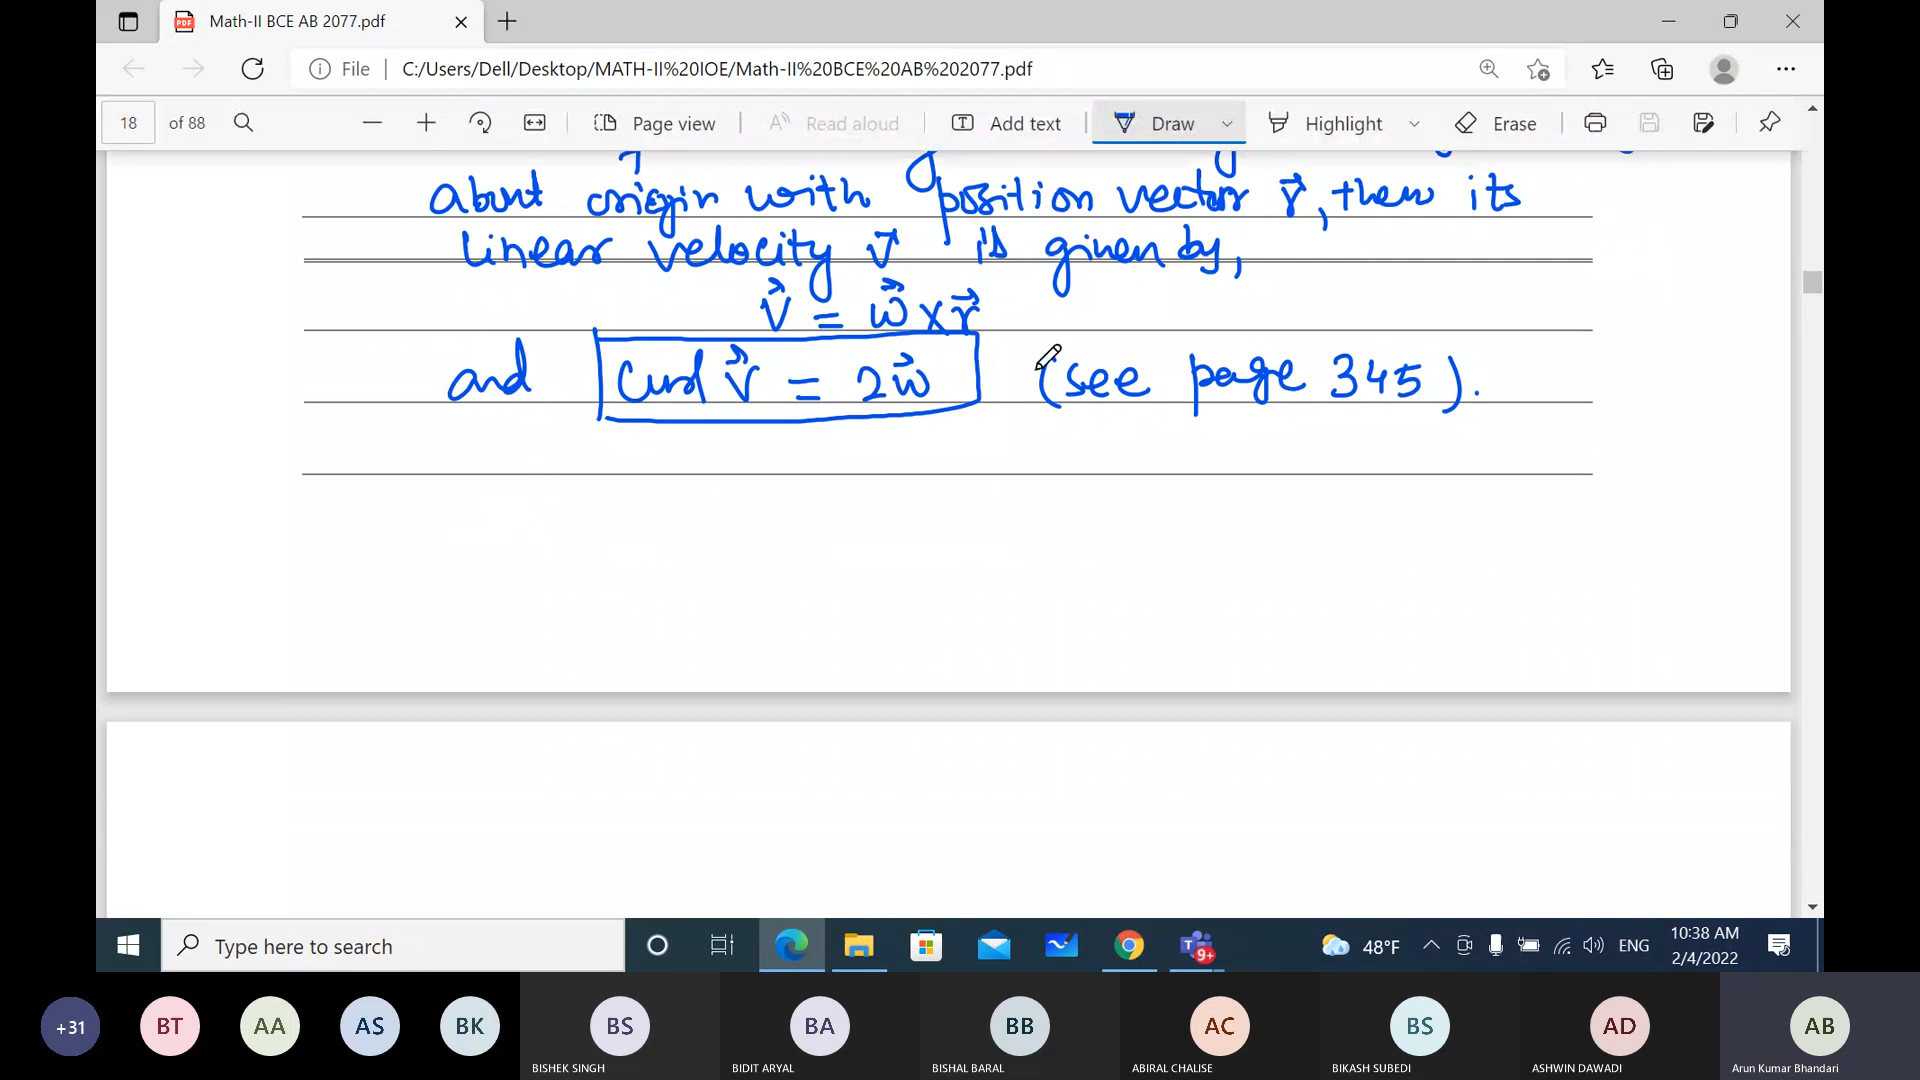 Math-II BCE AB 2077.pdf
File C:/Users/Dell/Desktop/MATH-II%20IOE/Math-II%20BCE%20AB%202077.pdf
18 of 88 Page view Read aloud Add text Draw Highlight Erase
about origin with position vector r⃗, then its
linear velocity v⃗ is given by,
v⃗ = w⃗ × r⃗
and Curl v⃗ = 2w⃗ (see page 345).
Type here to search 9+ 48°F ENG 10:38 AM
2/4/2022
+31 BT AA AS BK BS BA BB AC BS AD AB
BISHEK SINGH BIDIT ARYAL BISHAL BARAL ABIRAL CHALISE BIKASH SUBEDI ASHWIN DAWADI Arun Kumar Bhandari